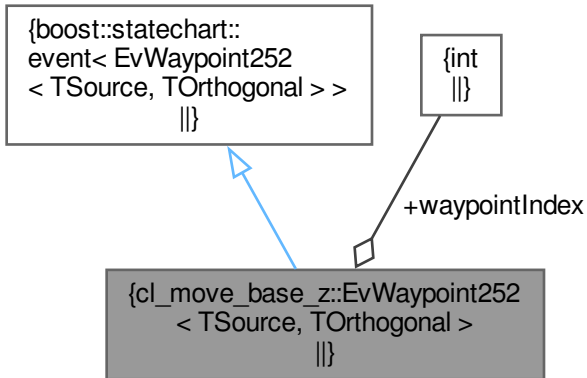 {boost::statechart::
event< EvWaypoint252
< TSource, TOrthogonal > >
||}
{int
||}
+waypointIndex
{cl_move_base_z::EvWaypoint252
< TSource, TOrthogonal >
||}